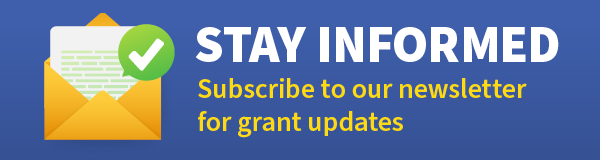 STAY INFORMED
Subscribe to our newsletter
for grant updates